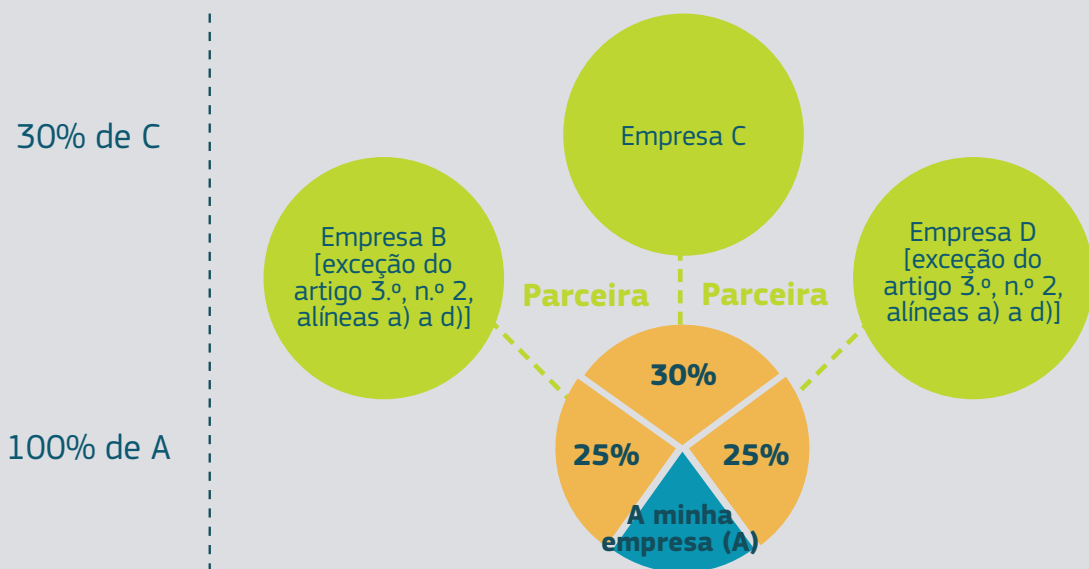 30% de C
Empresa C
Empresa B
[exceção do
artigo 3.º, n.º 2,
alíneas a) a d)]
Empresa D
[exceção do
artigo 3.º, n.º 2,
alíneas a) a d)]
Parceira
Parceira
30%
100% de A
25%
25%
A minha
empresa (A)